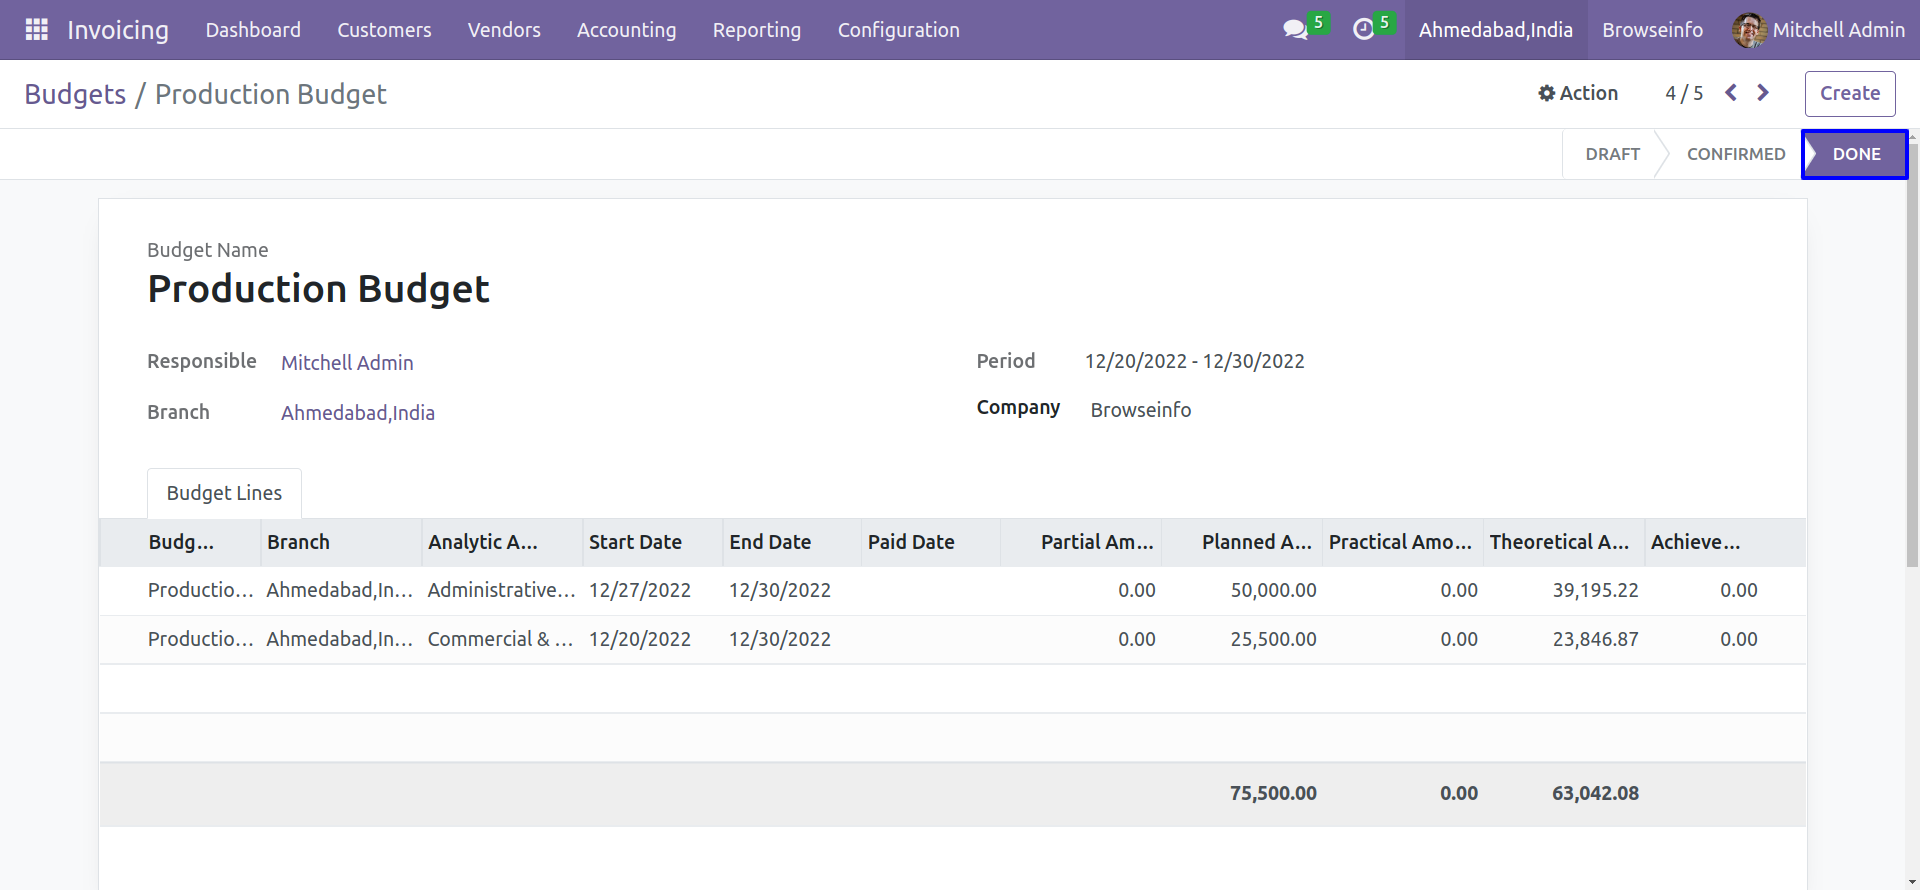 Invoicing Dashboard Customers Vendors Accounting Reporting Configuration 5 5 Ahmedabad,India Browseinfo Mitchell Admin
Budgets / Production Budget Action 4 / 5 Create
DRAFT CONFIRMED DONE
Budget Name
Production Budget
Responsible Mitchell Admin Period 12/20/2022 - 12/30/2022
Branch Ahmedabad,India Company Browseinfo
Budget Lines
Budg... Branch Analytic A... Start Date End Date Paid Date Partial Am... Planned A... Practical Amo... Theoretical A... Achieve...
Productio... Ahmedabad,In... Administrative... 12/27/2022 12/30/2022 0.00 50,000.00 0.00 39,195.22 0.00
Productio... Ahmedabad,In... Commercial & ... 12/20/2022 12/30/2022 0.00 25,500.00 0.00 23,846.87 0.00
75,500.00 0.00 63,042.08